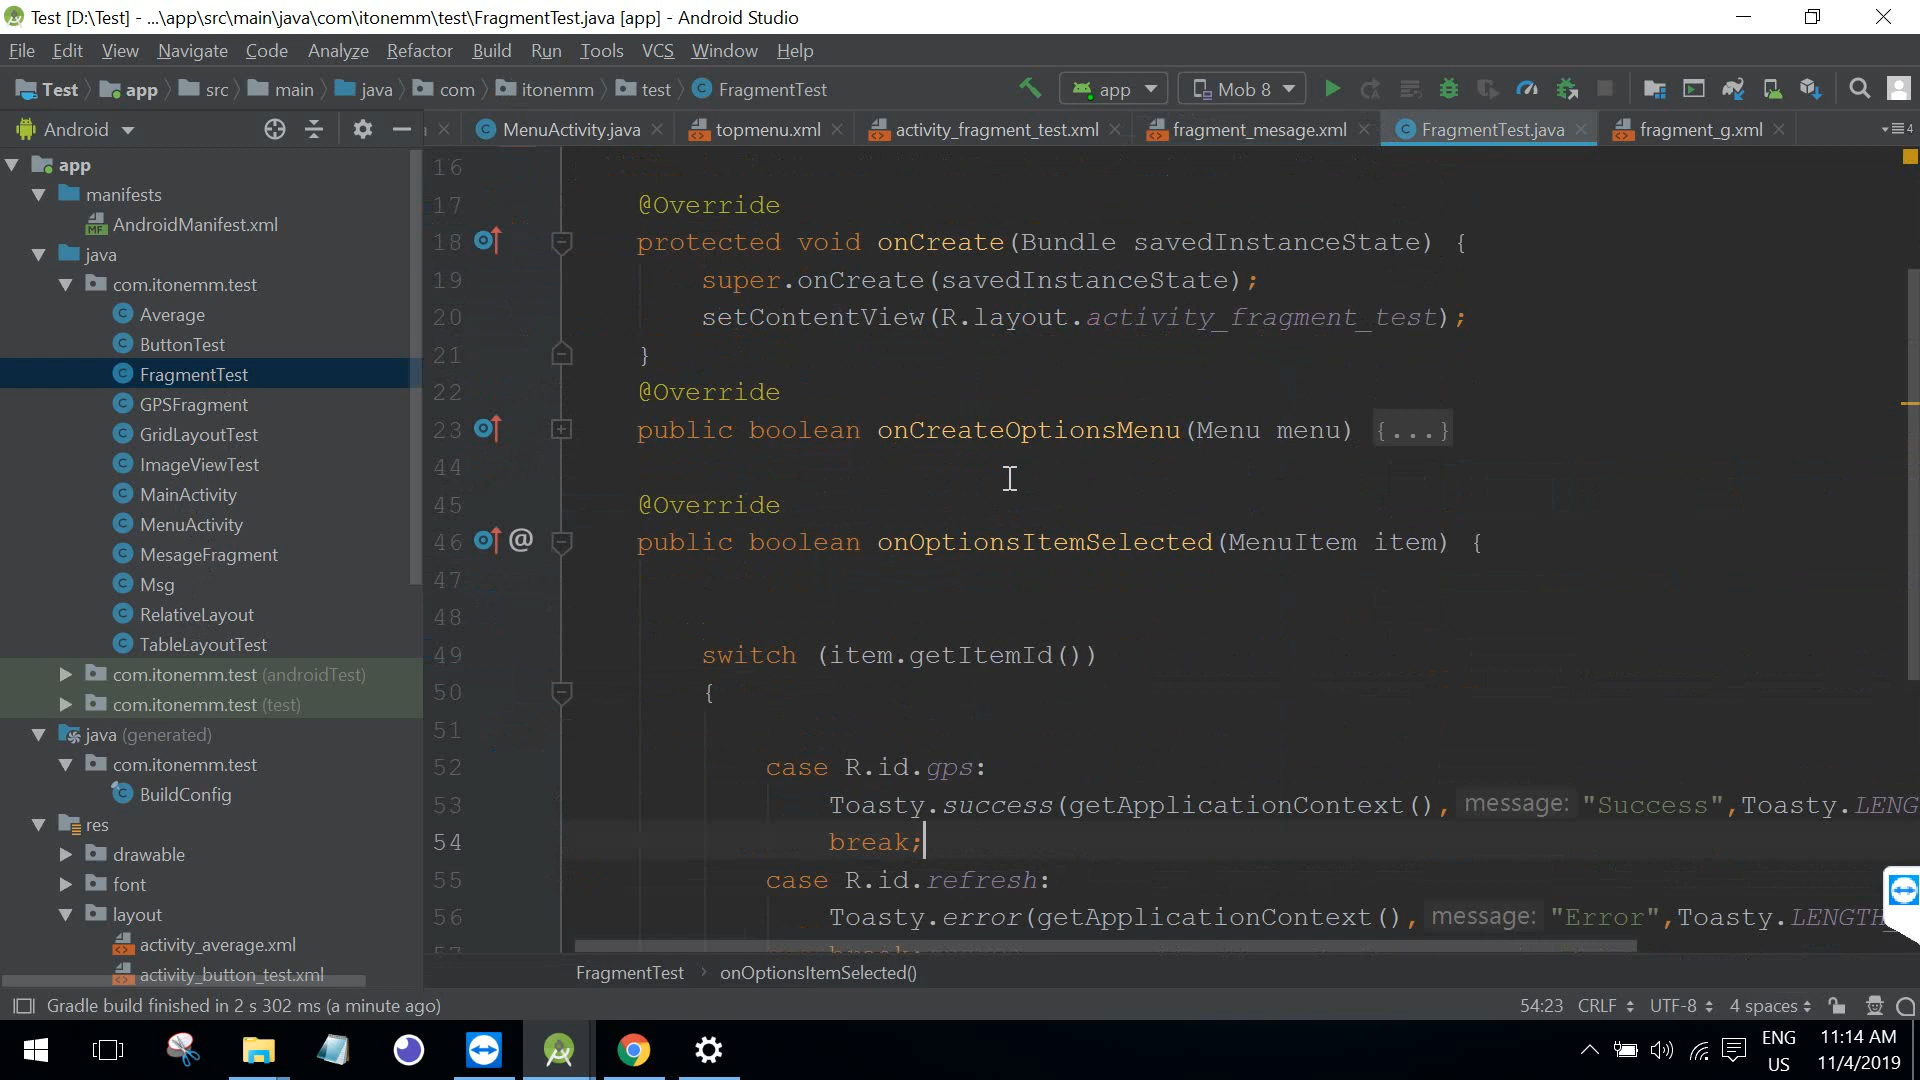 Test [D:\Test] - ...\app\src\main\java\com\itonemm\test\FragmentTest.java [app] - Android Studio
File Edit View Navigate Code Analyze Refactor Build Run Tools VCS Window Help
Test app src main java com itonemm test FragmentTest app Mob 8
Android MenuActivity.java topmenu.xml activity_fragment_test.xml fragment_mesage.xml FragmentTest.java fragment_g.xml 4
app
manifests
AndroidManifest.xml
java
com.itonemm.test
Average
ButtonTest
FragmentTest
GPSFragment
GridLayoutTest
ImageViewTest
MainActivity
MenuActivity
MesageFragment
Msg
RelativeLayout
TableLayoutTest
com.itonemm.test (androidTest)
com.itonemm.test (test)
java (generated)
com.itonemm.test
BuildConfig
res
drawable
font
layout
activity_average.xml
activity_button_test.xml
16
17 @Override
18 protected void onCreate(Bundle savedInstanceState) {
19 super.onCreate(savedInstanceState);
20 setContentView(R.layout.activity_fragment_test);
21 }
22 @Override
23 public boolean onCreateOptionsMenu(Menu menu) {...}
44
45 @Override
46 @ public boolean onOptionsItemSelected(MenuItem item) {
47
48
49 switch (item.getItemId())
50 {
51
52 case R.id.gps:
53 Toasty.success(getApplicationContext(), message: "Success",Toasty.LENG
54 break;
55 case R.id.refresh:
56 Toasty.error(getApplicationContext(), message: "Error",Toasty.LENGTH_
FragmentTest onOptionsItemSelected()
Gradle build finished in 2 s 302 ms (a minute ago) 54:23 CRLF UTF-8 4 spaces
ENG
US
11:14 AM
11/4/2019